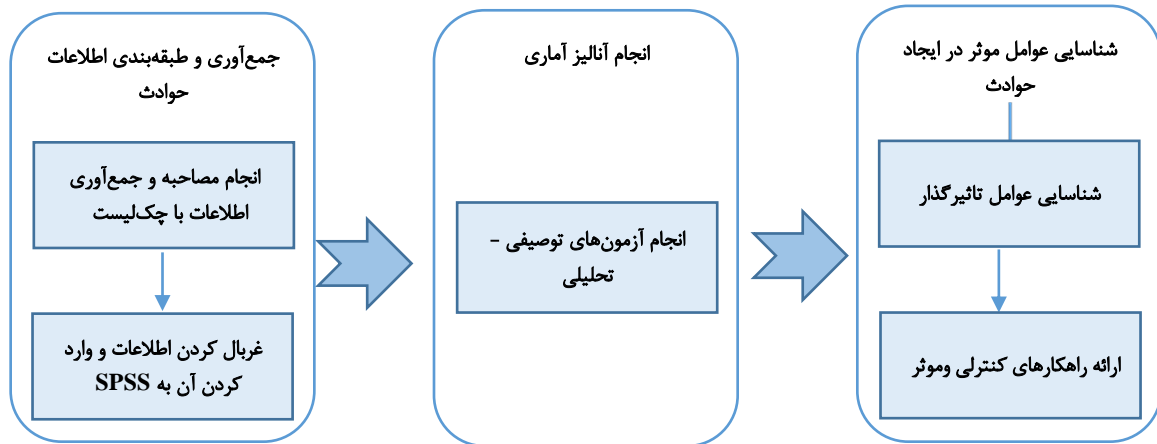 جمع‌آوری و طبقه‌بندی اطلاعات
حوادث
انجام مصاحبه و جمع‌آوری
اطلاعات با چک‌لیست
غربال کردن اطلاعات و وارد
کردن آن به SPSS
انجام آنالیز آماری
انجام آزمون‌های توصیفی –
تحلیلی
شناسایی عوامل موثر در ایجاد
حوادث
شناسایی عوامل تاثیرگذار
ارائه راهکارهای کنترلی وموثر